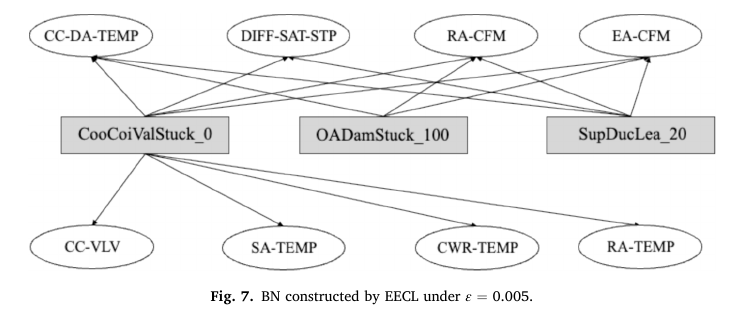 CC-DA-TEMP DIFF-SAT-STP RA-CFM EA-CFM
CooCoiValStuck_0 OADamStuck_100 SupDucLea_20
CC-VLV SA-TEMP CWR-TEMP RA-TEMP
Fig. 7. BN constructed by EECL under ε = 0.005.